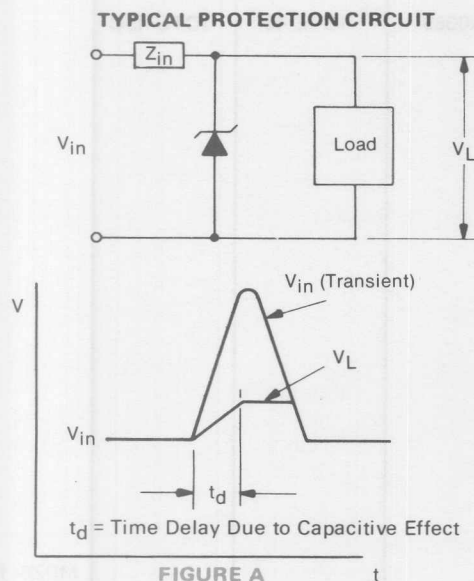 TYPICAL PROTECTION CIRCUIT
Zin
Vin
Load
VL
V
Vin (Transient)
VL
Vin
td
td = Time Delay Due to Capacitive Effect
FIGURE A
t